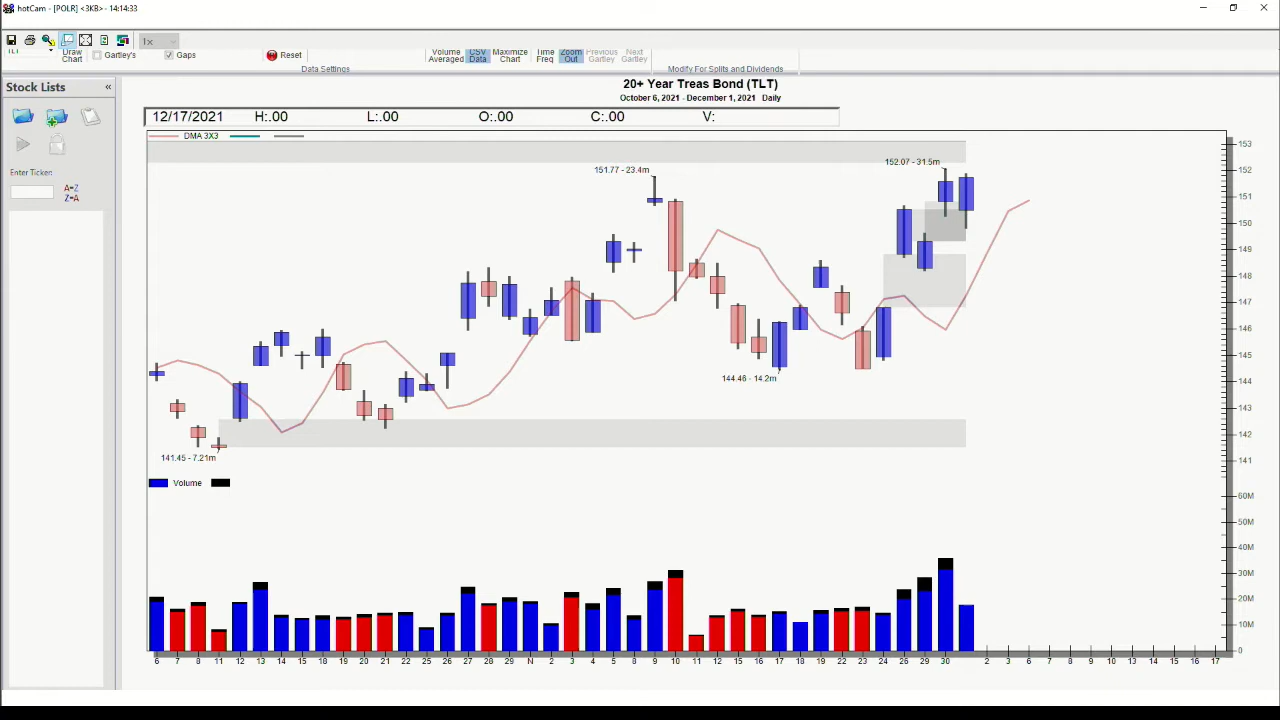 hotCam - [POLR] <3KB> - 14:14:33
1x
TLT
Draw
Chart
Gartley's
Gaps
Reset
Volume
Averaged
CSV
Data
Maximize
Chart
Time
Freq
Zoom
Out
Previous
Gartley
Next
Gartley
Data Settings
Modify For Splits and Dividends
Stock Lists «
Enter Ticker:
A=Z
Z=A
20+ Year Treas Bond (TLT)
October 6, 2021 - December 1, 2021 Daily
12/17/2021 H:.00 L:.00 O:.00 C:.00 V:
DMA 3X3
153
152
151
150
149
148
147
146
145
144
143
142
141
151.77 - 23.4m
152.07 - 31.5m
144.46 - 14.2m
141.45 - 7.21m
Volume
60M
50M
40M
30M
20M
10M
0
6 7 8 11 12 13 14 15 18 19 20 21 22 25 26 27 28 29 N 2 3 4 5 8 9 10 11 12 15 16 17 18 19 22 23 24 26 29 30 2 3 6 7 8 9 10 13 14 15 16 17